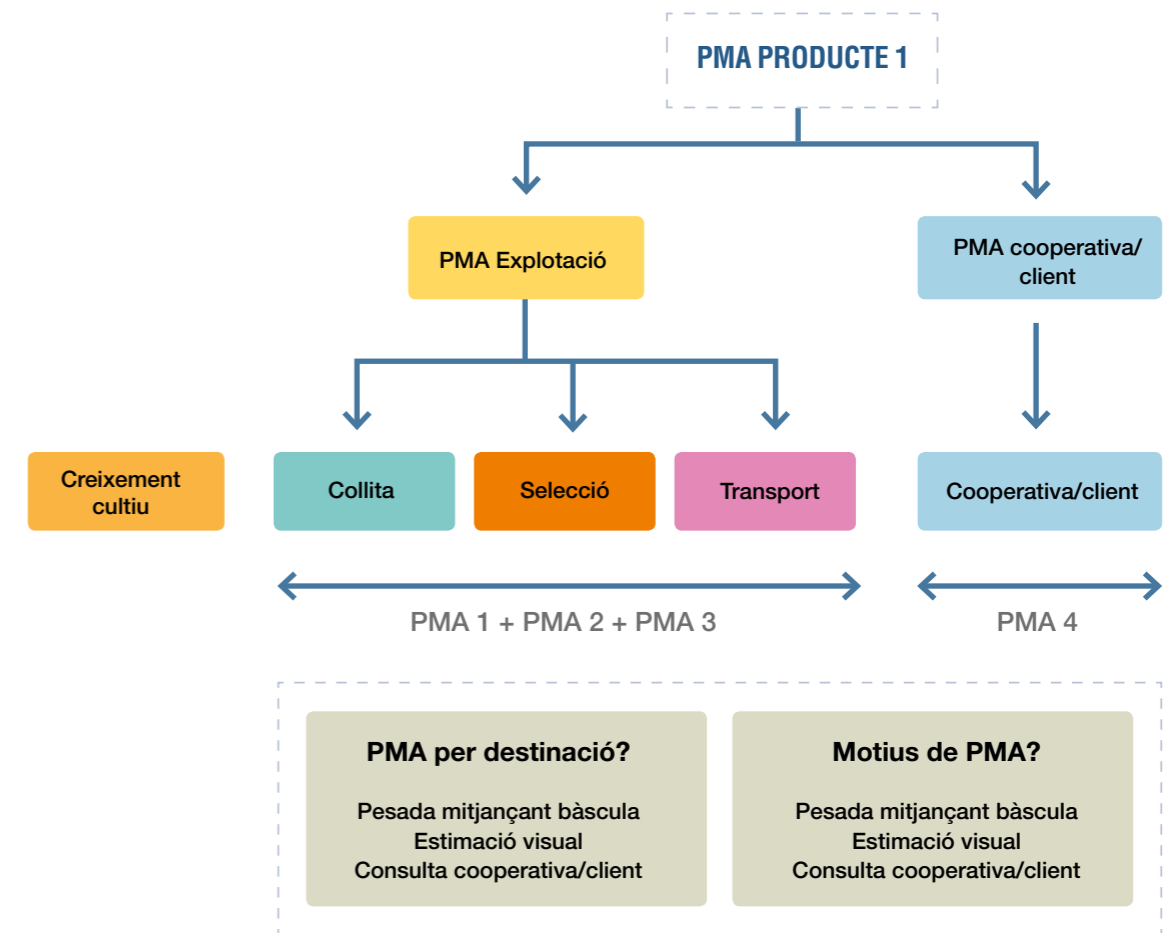 PMA PRODUCTE 1
PMA Explotació
PMA cooperativa/
client
Creixement
cultiu
Collita
Selecció
Transport
Cooperativa/client
PMA 1 + PMA 2 + PMA 3
PMA 4
PMA per destinació?
Pesada mitjançant bàscula
Estimació visual
Consulta cooperativa/client
Motius de PMA?
Pesada mitjançant bàscula
Estimació visual
Consulta cooperativa/client